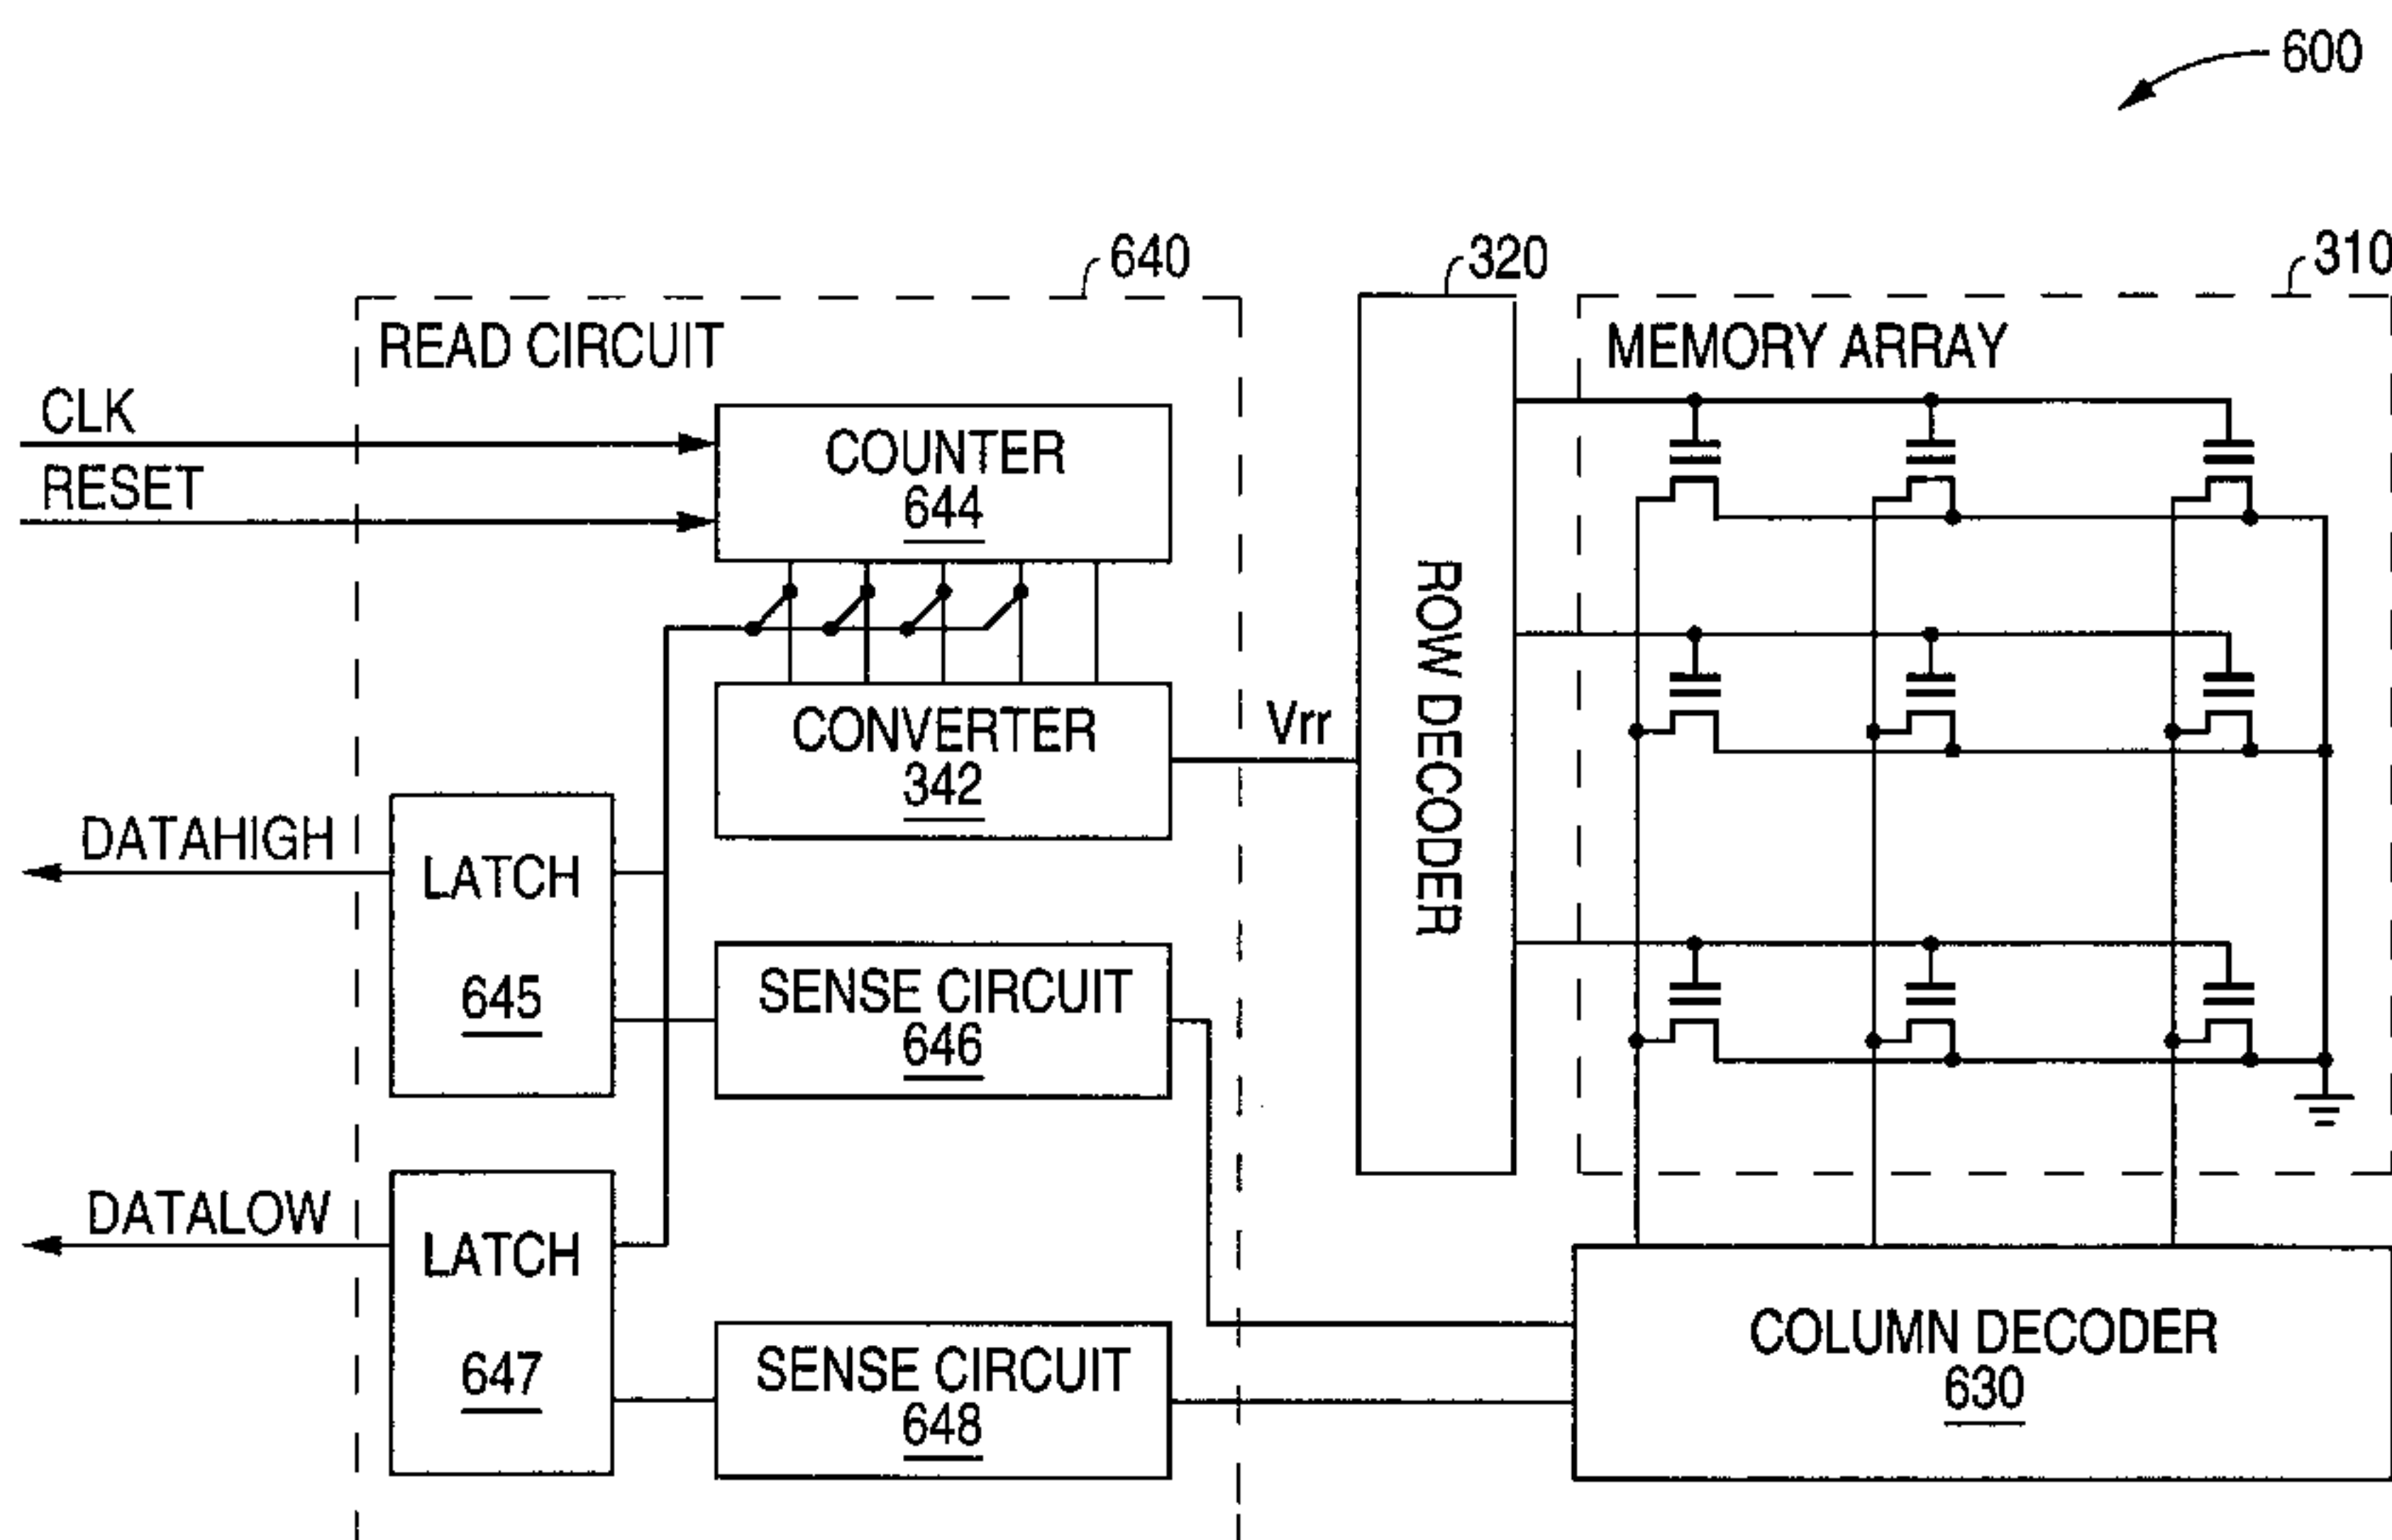 600
640
320
310
READ CIRCUIT
MEMORY ARRAY
CLK
RESET
COUNTER
644
CONVERTER
342
Vrr
ROW DECODER
DATAHIGH
LATCH
645
SENSE CIRCUIT
646
DATALOW
LATCH
647
SENSE CIRCUIT
648
COLUMN DECODER
630